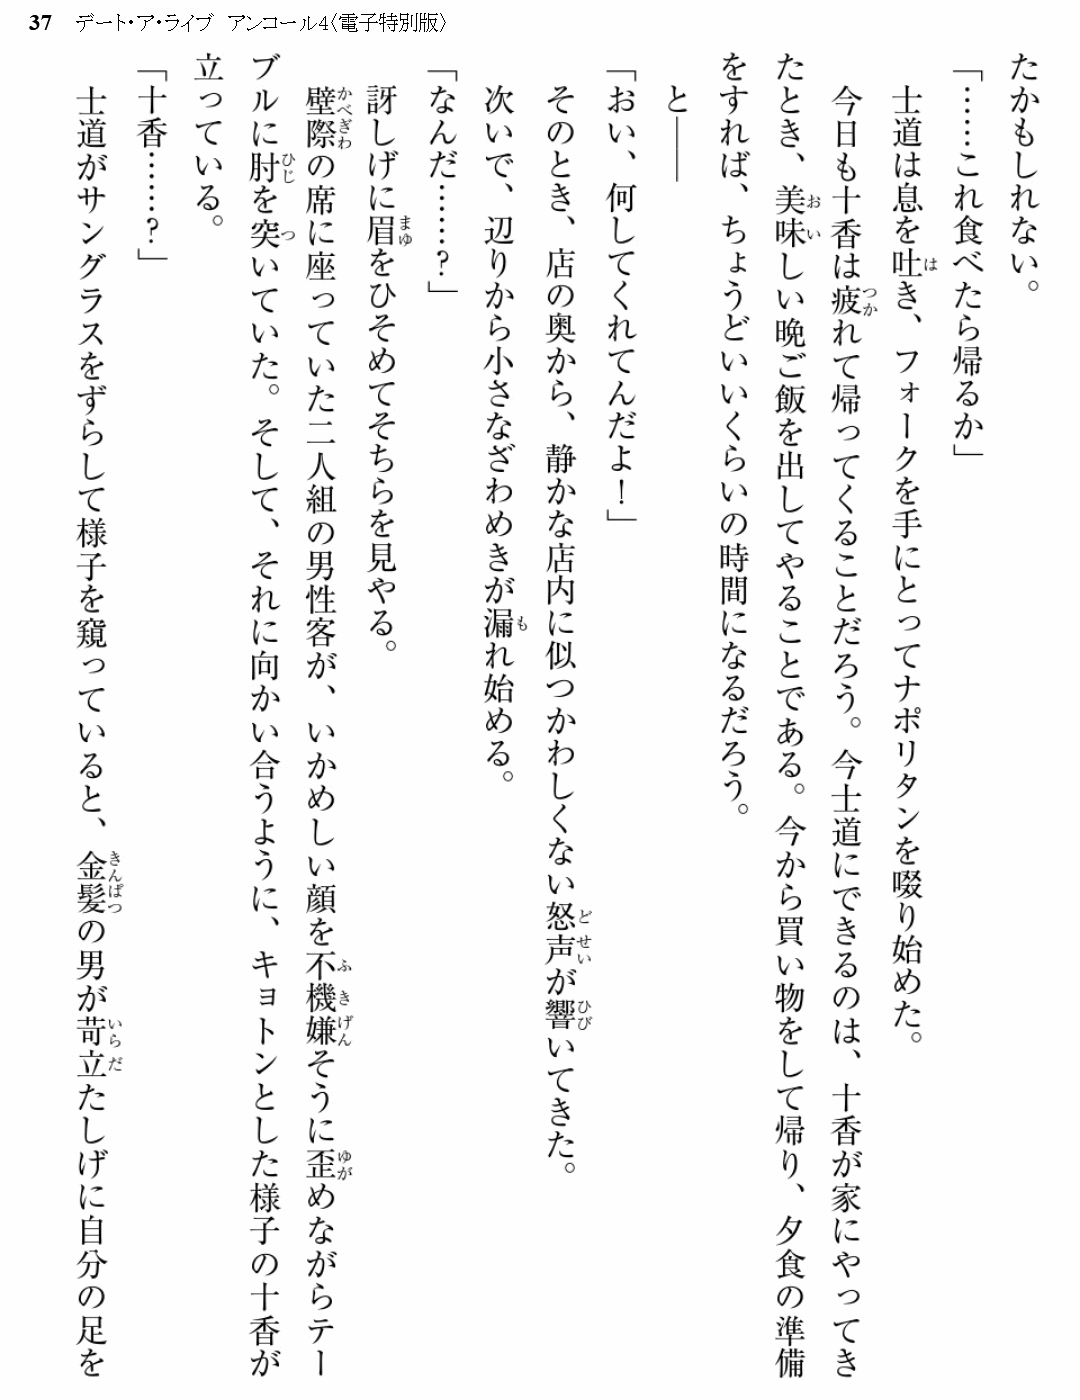 37　デート・ア・ライブ　アンコール4〈電子特別版〉
たかもしれない。
「……これ食べたら帰るか」
　士道は息を吐き、フォークを手にとってナポリタンを啜り始めた。
　今日も十香は疲れて帰ってくることだろう。今士道にできるのは、十香が家にやってき
たとき、美味しい晩ご飯を出してやることである。今から買い物をして帰り、夕食の準備
をすれば、ちょうどいいくらいの時間になるだろう。
　と――
「おい、何してくれてんだよ！」
　そのとき、店の奥から、静かな店内に似つかわしくない怒声が響いてきた。
　次いで、辺りから小さなざわめきが漏れ始める。
「なんだ……？」
　訝しげに眉をひそめてそちらを見やる。
　壁際の席に座っていた二人組の男性客が、いかめしい顔を不機嫌そうに歪めながらテー
ブルに肘を突いていた。そして、それに向かい合うように、キョトンとした様子の十香が
立っている。
「十香……？」
　士道がサングラスをずらして様子を窺っていると、金髪の男が苛立たしげに自分の足を